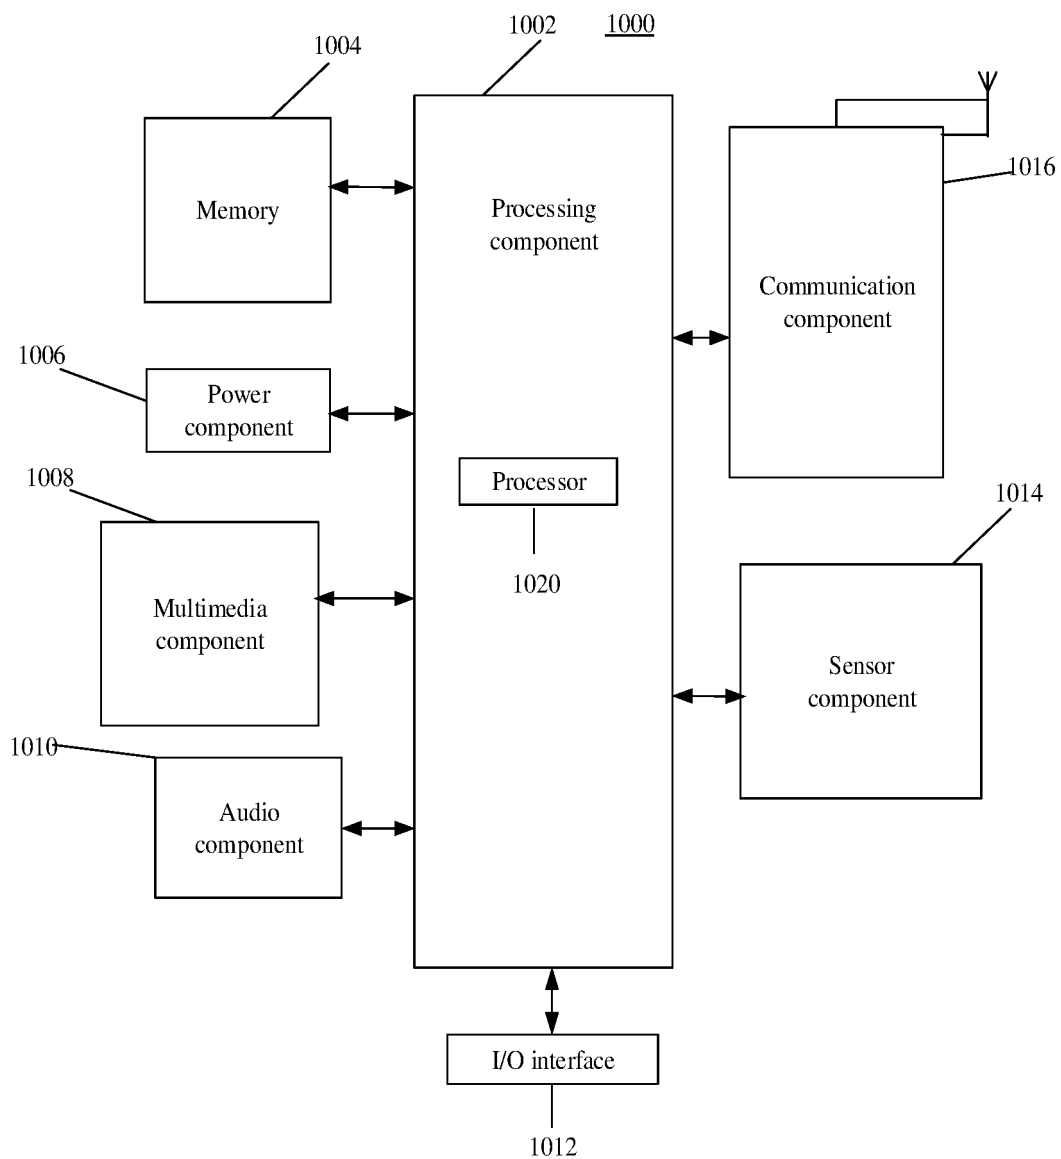 1002
1000
1004
1016
Memory
Processing
component
Communication
component
1006
Power
component
1008
Processor
1014
1020
Multimedia
component
Sensor
component
1010
Audio
component
I/O interface
1012